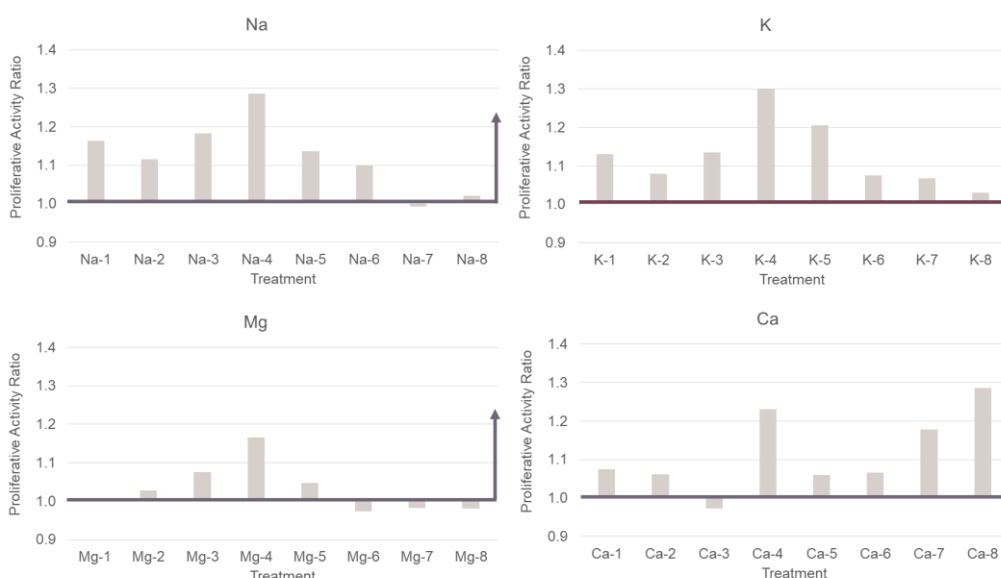 Na
Proliferative Activity Ratio
1.4
1.3
1.2
1.1
1.0
0.9
Na-1 Na-2 Na-3 Na-4 Na-5 Na-6 Na-7 Na-8
Treatment
K
Proliferative Activity Ratio
1.4
1.3
1.2
1.1
1.0
0.9
K-1 K-2 K-3 K-4 K-5 K-6 K-7 K-8
Treatment
Mg
Proliferative Activity Ratio
1.4
1.3
1.2
1.1
1.0
0.9
Mg-1 Mg-2 Mg-3 Mg-4 Mg-5 Mg-6 Mg-7 Mg-8
Treatment
Ca
Proliferative Activity Ratio
1.4
1.3
1.2
1.1
1.0
0.9
Ca-1 Ca-2 Ca-3 Ca-4 Ca-5 Ca-6 Ca-7 Ca-8
Treatment